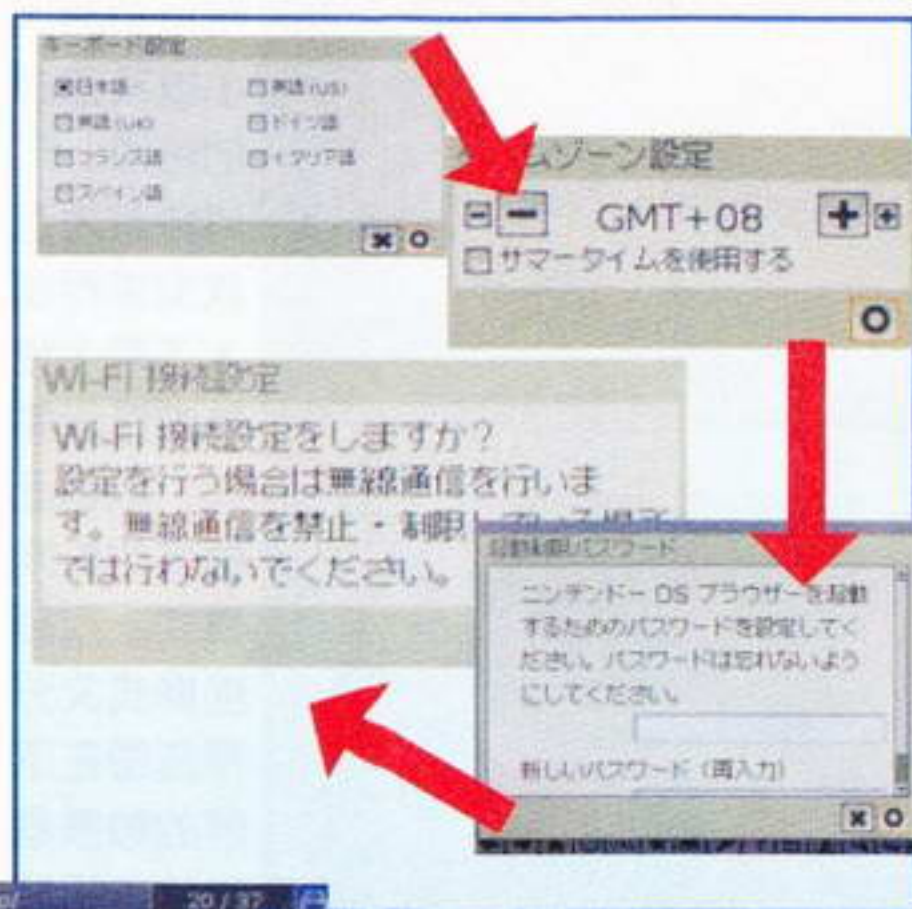 キーボード設定
日本語
英語 (US)
英語 (UK)
ドイツ語
フランス語
イタリア語
スペイン語
タイムゾーン設定
GMT+08
サマータイムを使用する
起動制限パスワード
ニンテンドー DS ブラウザーを起動
するためのパスワードを設定してく
ださい。パスワードは忘れないよう
にしてください。
新しいパスワード (再入力)
Wi-Fi 接続設定
Wi-Fi 接続設定をしますか?
設定を行う場合は無線通信を行いま
す。無線通信を禁止・制限
では行わないでください。
20 / 37